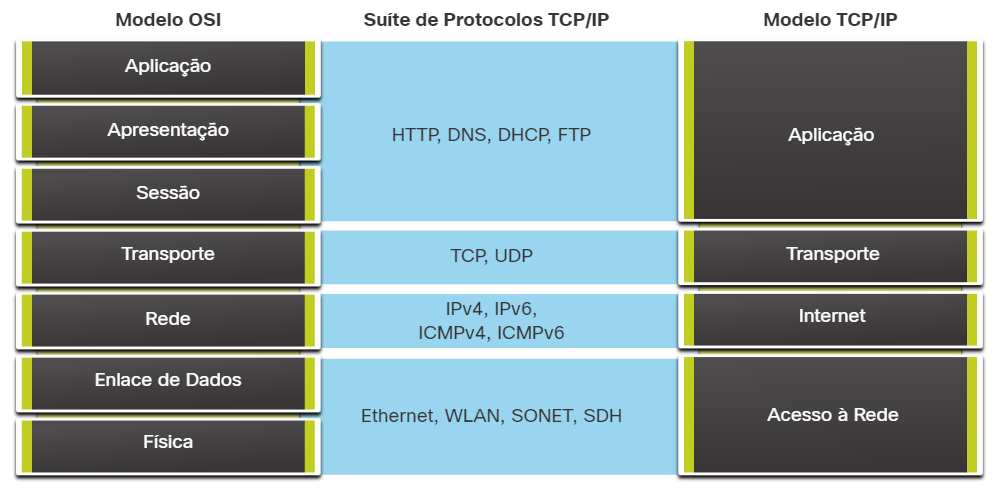 Modelo OSI
Suíte de Protocolos TCP/IP
Modelo TCP/IP
Aplicação
Apresentação
Sessão
HTTP, DNS, DHCP, FTP
Aplicação
Transporte
TCP, UDP
Transporte
Rede
IPv4, IPv6,
ICMPv4, ICMPv6
Internet
Enlace de Dados
Física
Ethernet, WLAN, SONET, SDH
Acesso à Rede